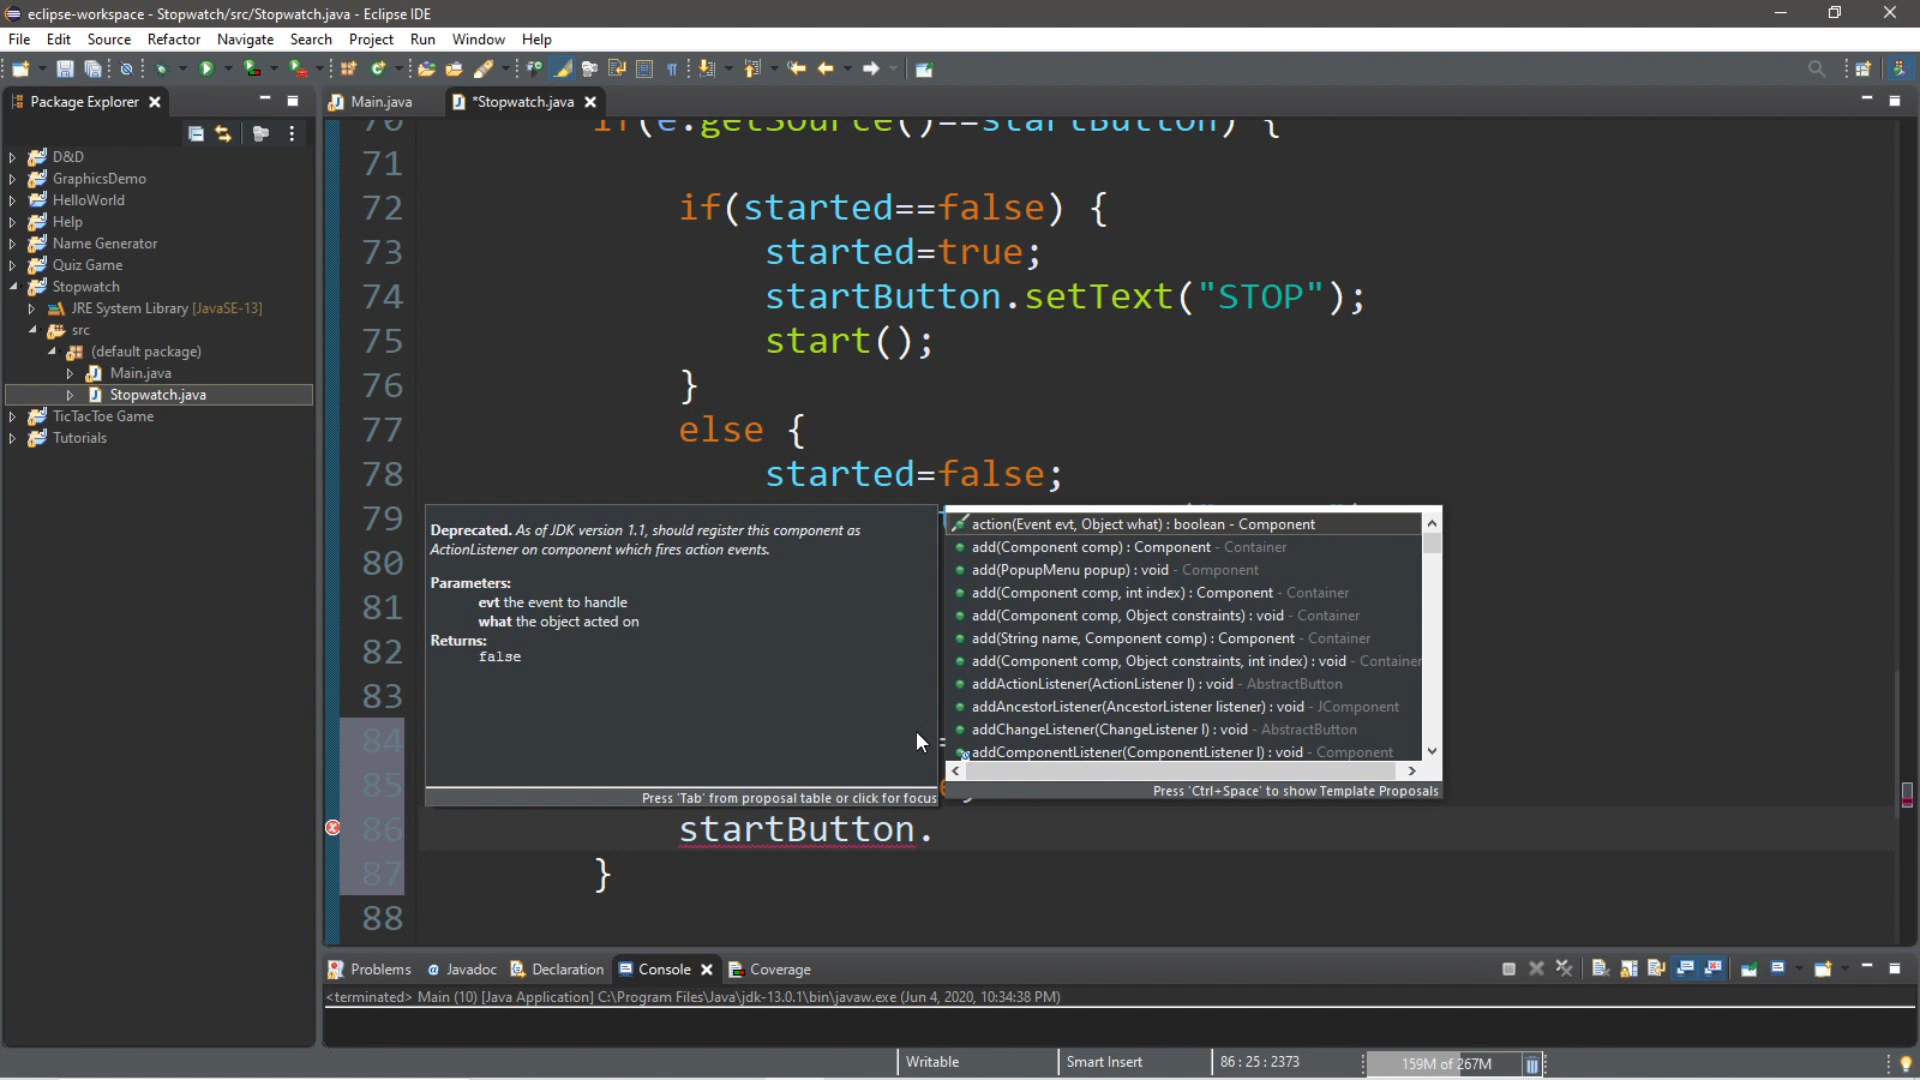 eclipse-workspace - Stopwatch/src/Stopwatch.java - Eclipse IDE
File Edit Source Refactor Navigate Search Project Run Window Help
Package Explorer
Main.java
*Stopwatch.java
D&D
GraphicsDemo
HelloWorld
Help
Name Generator
Quiz Game
Stopwatch
JRE System Library [JavaSE-13]
src
(default package)
Main.java
Stopwatch.java
TicTacToe Game
Tutorials
70 if(e.getSource()==startButton) {
71
72 if(started==false) {
73 started=true;
74 startButton.setText("STOP");
75 start();
76 }
77 else {
78 started=false;
79
80
81
82
83
84
85
86 startButton.
87 }
88
Deprecated. As of JDK version 1.1, should register this component as
ActionListener on component which fires action events.
Parameters:
evt the event to handle
what the object acted on
Returns:
false
Press 'Tab' from proposal table or click for focus
action(Event evt, Object what) : boolean - Component
add(Component comp) : Component - Container
add(PopupMenu popup) : void - Component
add(Component comp, int index) : Component - Container
add(Component comp, Object constraints) : void - Container
add(String name, Component comp) : Component - Container
add(Component comp, Object constraints, int index) : void - Container
addActionListener(ActionListener l) : void - AbstractButton
addAncestorListener(AncestorListener listener) : void - JComponent
addChangeListener(ChangeListener l) : void - AbstractButton
addComponentListener(ComponentListener l) : void - Component
Press 'Ctrl+Space' to show Template Proposals
Problems Javadoc Declaration Console Coverage
<terminated> Main (10) [Java Application] C:\Program Files\Java\jdk-13.0.1\bin\javaw.exe (Jun 4, 2020, 10:34:38 PM)
Writable Smart Insert 86 : 25 : 2373 159M of 267M